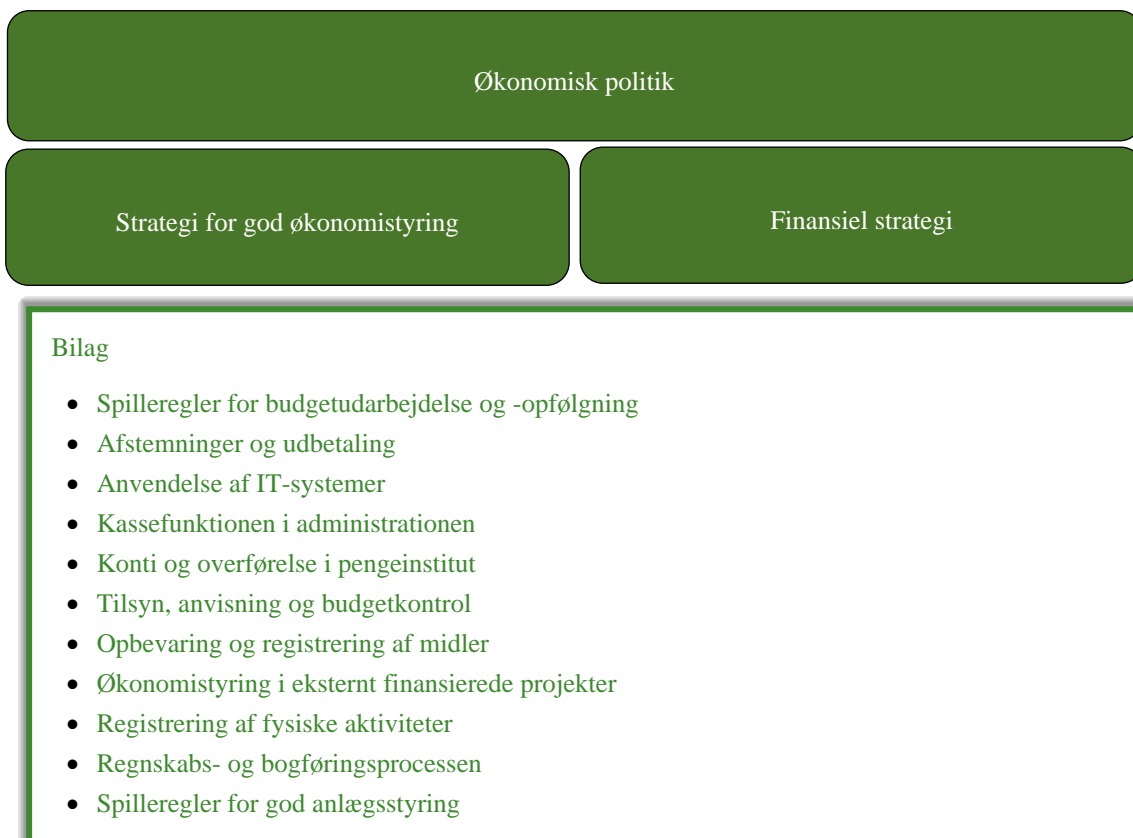 Økonomisk politik
Strategi for god økonomistyring
Finansiel strategi
Bilag
• Spilleregler for budgetudarbejdelse og -opfølgning
• Afstemninger og udbetaling
• Anvendelse af IT-systemer
• Kassefunktionen i administrationen
• Konti og overførelse i pengeinstitut
• Tilsyn, anvisning og budgetkontrol
• Opbevaring og registrering af midler
• Økonomistyring i eksternt finansierede projekter
• Registrering af fysiske aktiviteter
• Regnskabs- og bogføringsprocessen
• Spilleregler for god anlægsstyring